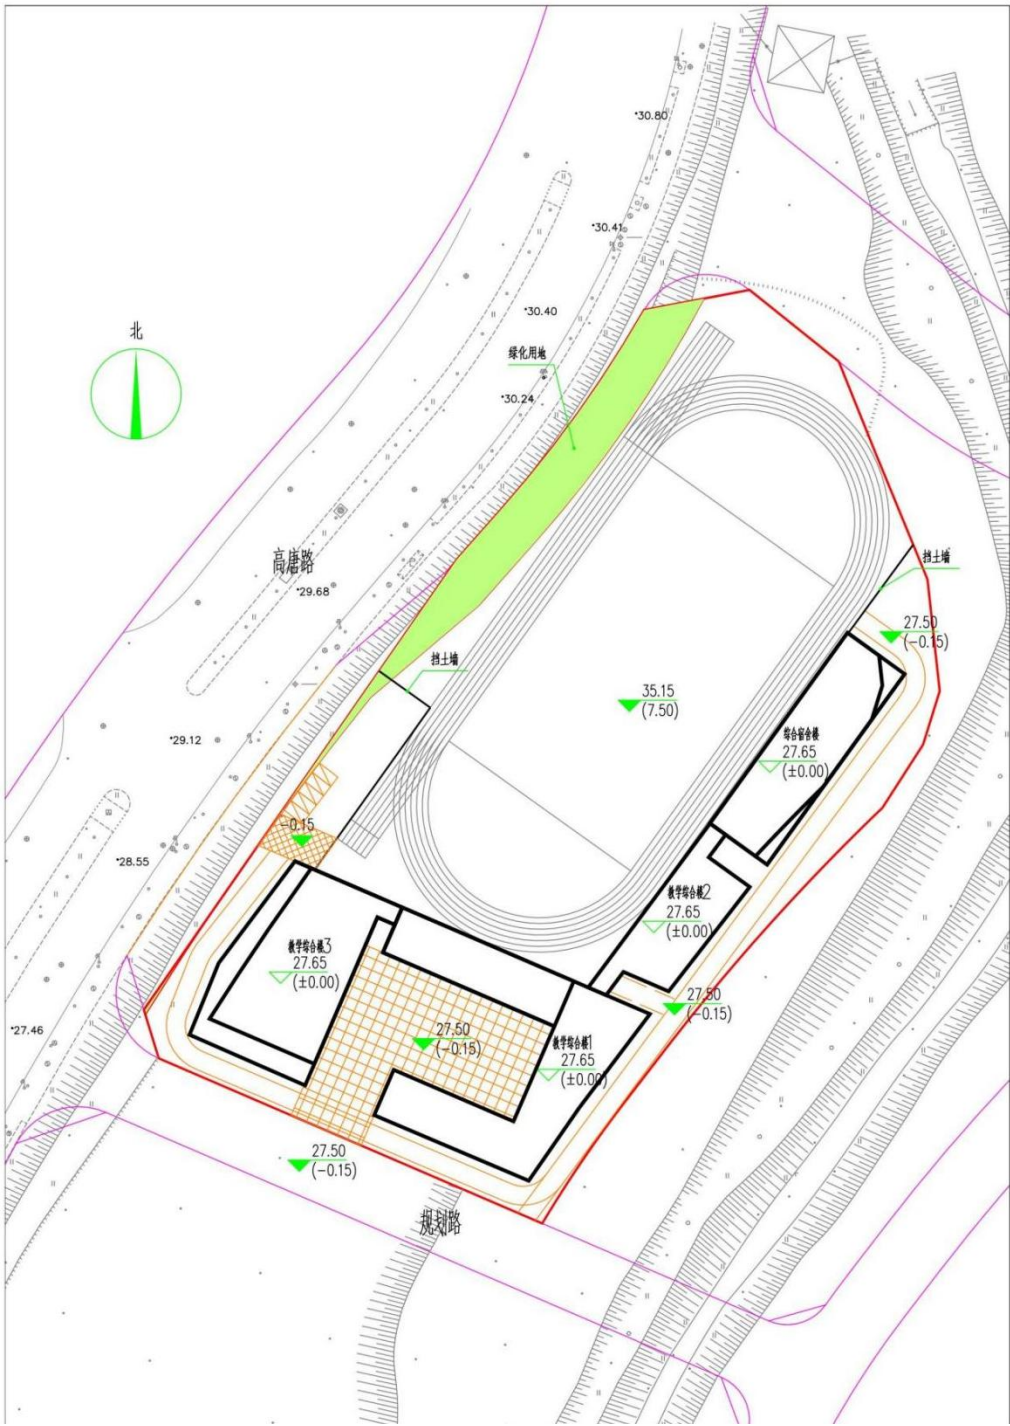 •30.80
•30.41
北
•30.40
绿化用地
•30.24
挡土墙
高唐路
•29.68
27.50
(-0.15)
挡土墙
35.15
(7.50)
•29.12
综合宿舍楼
27.65
(±0.00)
-0.15
•28.55
教学综合楼2
27.65
(±0.00)
教学综合楼3
27.65
(±0.00)
27.50
(-0.15)
•27.46
27.50
(-0.15)
教学综合楼1
27.65
(±0.00)
27.50
(-0.15)
规划路